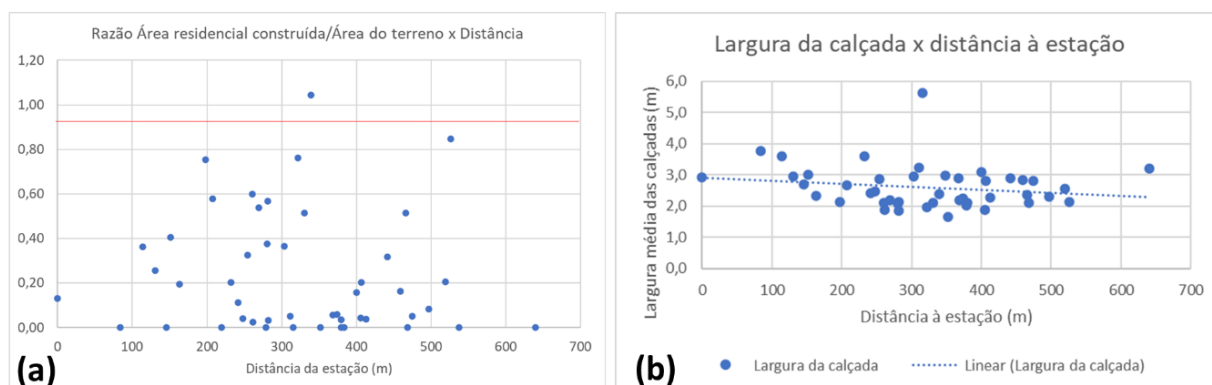 Razão Área residencial construída/Área do terreno x Distância
1,20
1,00
0,80
0,60
0,40
0,20
0,00
0 100 200 300 400 500 600 700
Distância da estação (m)
(a)
Largura da calçada x distância à estação
Largura média das calçadas (m)
6,0
5,0
4,0
3,0
2,0
1,0
0,0
0 100 200 300 400 500 600 700
Distância à estação (m)
(b)
Largura da calçada Linear (Largura da calçada)